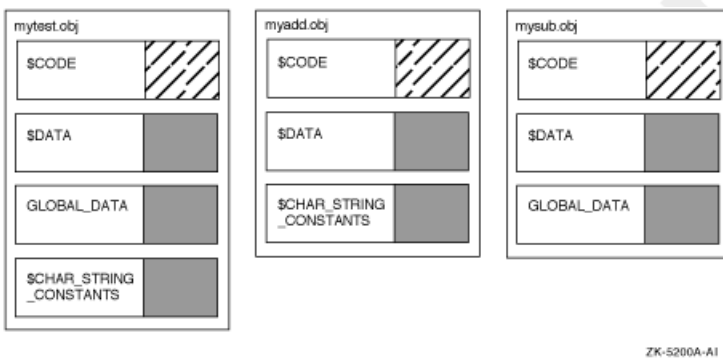 mytest.obj
$CODE
$DATA
GLOBAL_DATA
$CHAR_STRING
_CONSTANTS
myadd.obj
$CODE
$DATA
$CHAR_STRING
_CONSTANTS
mysub.obj
$CODE
$DATA
GLOBAL_DATA
ZK-5200A-AI